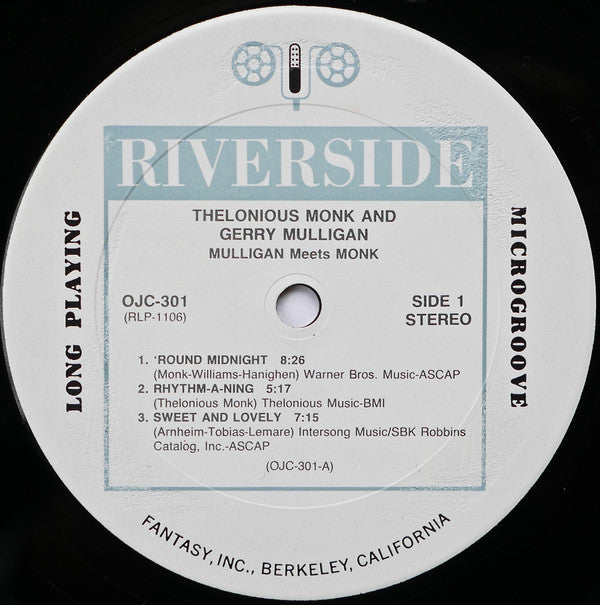 RIVERSIDE
THELONIOUS MONK AND
GERRY MULLIGAN
MULLIGAN Meets MONK
LONG PLAYING
MICROGROOVE
OJC-301
(RLP-1106)
SIDE 1
STEREO
1. 'ROUND MIDNIGHT 8:26
(Monk-Williams-Hanighen) Warner Bros. Music-ASCAP
2. RHYTHM-A-NING 5:17
(Thelonious Monk) Thelonious Music-BMI
3. SWEET AND LOVELY 7:15
(Arnheim-Tobias-Lemare) Intersong Music/SBK Robbins
Catalog, Inc.-ASCAP
(OJC-301-A)
FANTASY, INC., BERKELEY, CALIFORNIA